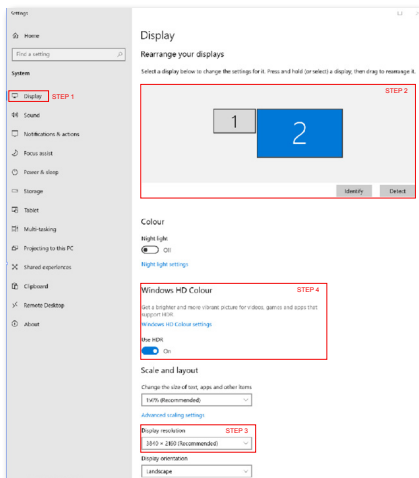 Settings
Home
Find a setting
System
Display STEP 1
Sound
Notifications & actions
Focus assist
Power & sleep
Storage
Tablet
Multi-tasking
Projecting to this PC
Shared experiences
Clipboard
Remote Desktop
About
Display
Rearrange your displays
Select a display below to change the settings for it. Press and hold (or select) a display, then drag to rearrange it.
STEP 2
1 2
Identify Detect
Colour
Night light
Off
Night light settings
Windows HD Colour STEP 4
Get a brighter and more vibrant picture for videos, games and apps that
support HDR.
Windows HD Colour settings
Use HDR
On
Scale and layout
Change the size of text, apps and other items
150% (Recommended)
Advanced scaling settings
Display resolution STEP 3
3840 × 2160 (Recommended)
Display orientation
Landscape